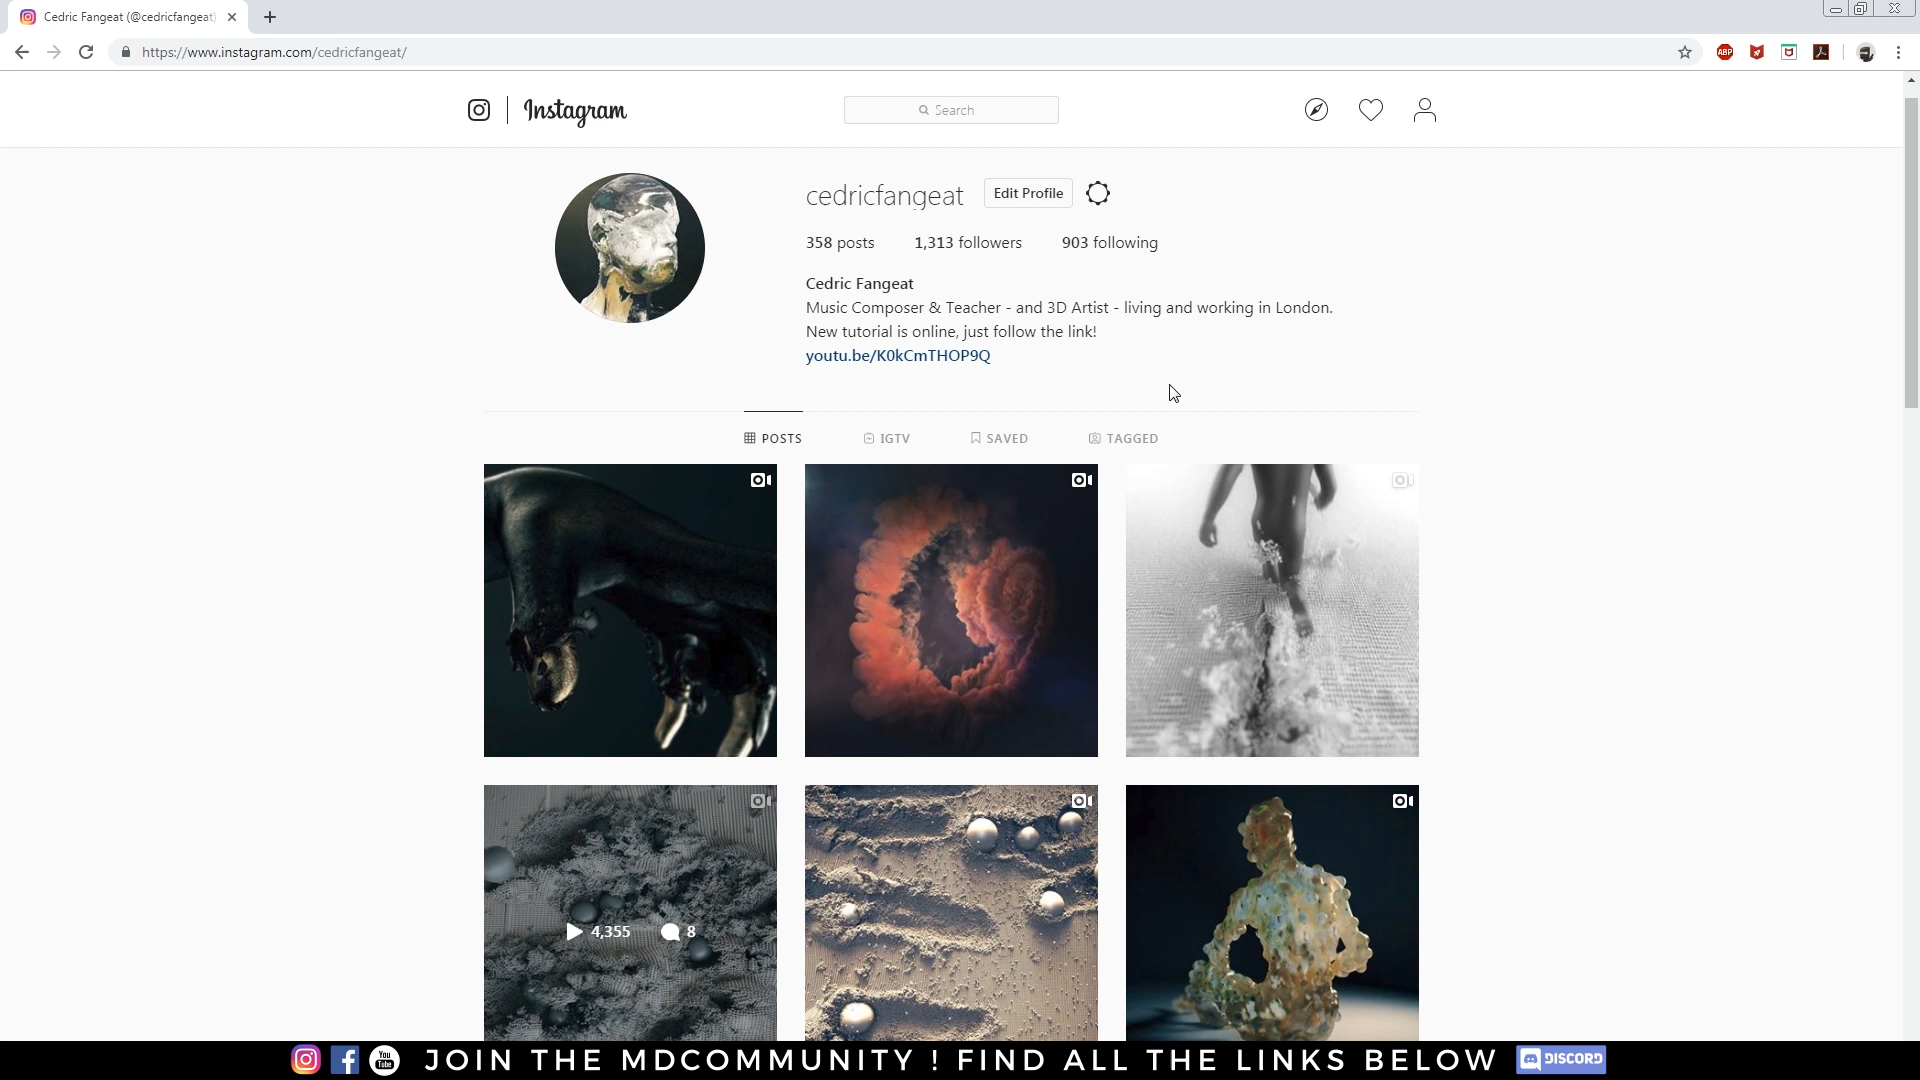 Cedric Fangeat (@cedricfangeat)
https://www.instagram.com/cedricfangeat/
ABP
Instagram
Search
cedricfangeat
Edit Profile
358 posts
1,313 followers
903 following
Cedric Fangeat
Music Composer & Teacher - and 3D Artist - living and working in London.
New tutorial is online, just follow the link!
youtu.be/K0kCmTHOP9Q
POSTS
IGTV
SAVED
TAGGED
4,355
8
You Tube
JOIN THE MDCOMMUNITY ! FIND ALL THE LINKS BELOW
DISCORD